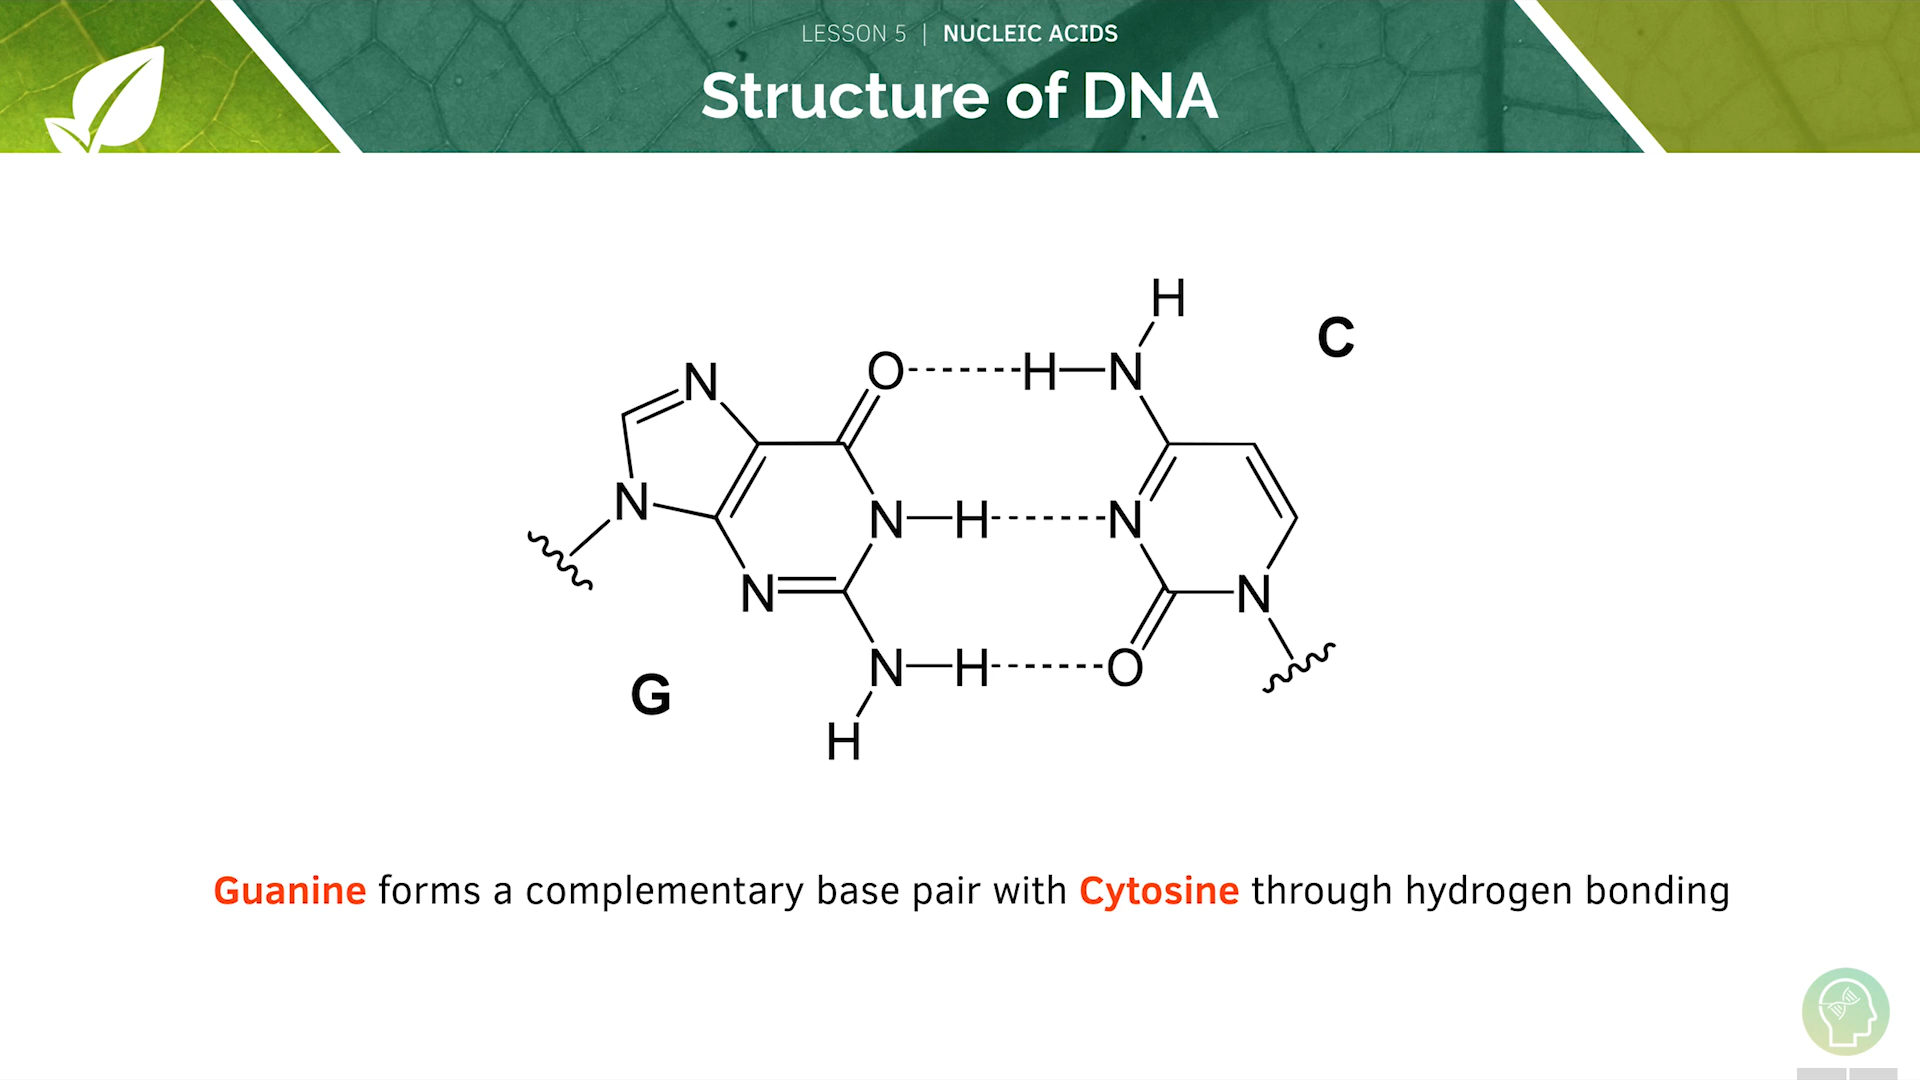 LESSON 5 | NUCLEIC ACIDS
Structure of DNA
H
C
O H N
N
N N H N
N N
N H O
G
H
Guanine forms a complementary base pair with Cytosine through hydrogen bonding